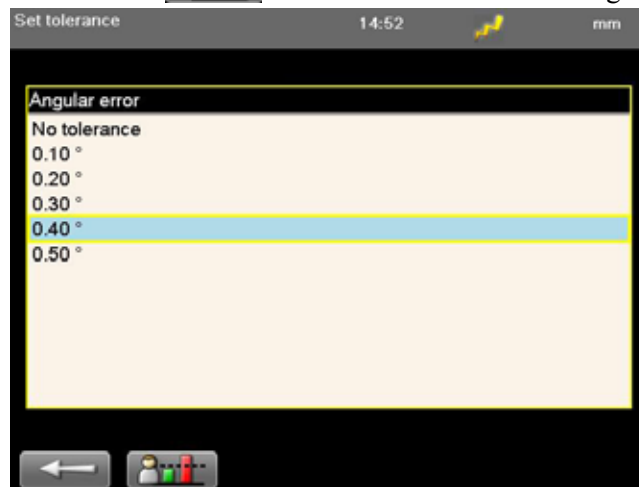 Set tolerance 14:52 mm
Angular error
No tolerance
0.10 °
0.20 °
0.30 °
0.40 °
0.50 °